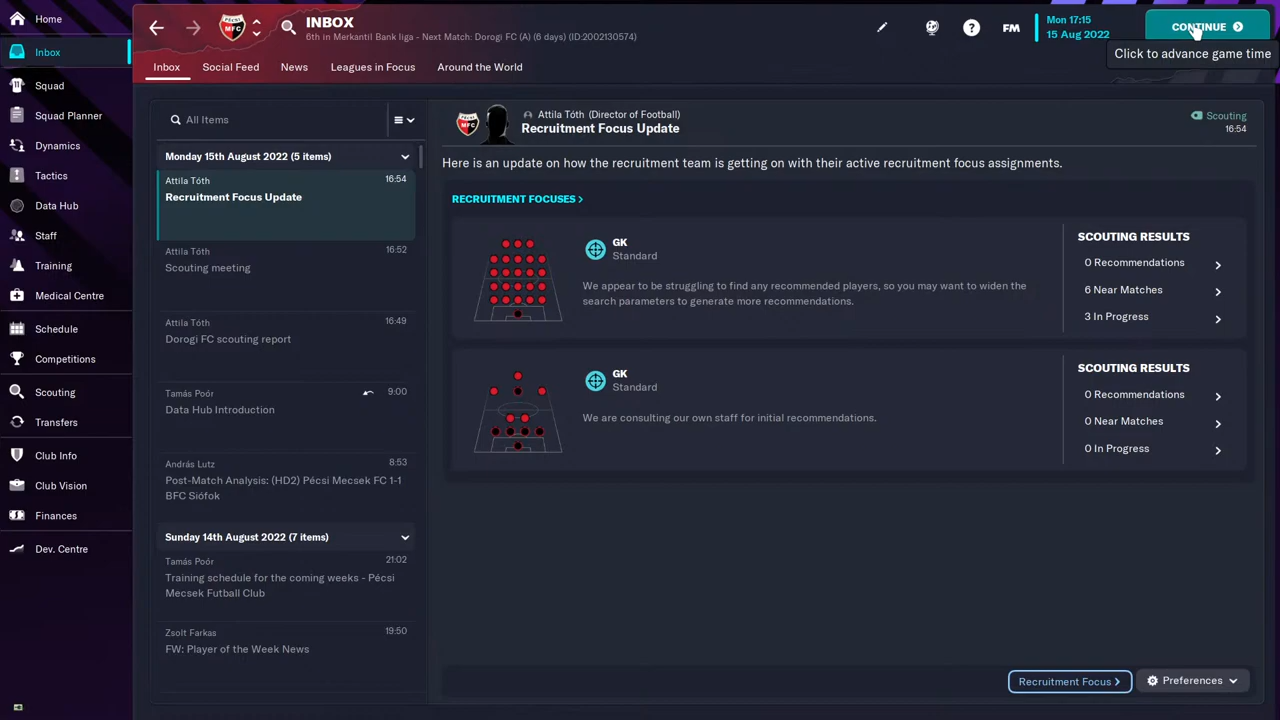 Home
Inbox
Squad
Squad Planner
Dynamics
Tactics
Data Hub
Staff
Training
Medical Centre
Schedule
Competitions
Scouting
Transfers
Club Info
Club Vision
Finances
Dev. Centre
INBOX
6th in Merkantil Bank liga - Next Match: Dorogi FC (A) (6 days) (ID:2002130574)
FM
Mon 17:15
15 Aug 2022
CONTINUE
Click to advance game time
Inbox
Social Feed
News
Leagues in Focus
Around the World
All Items
Monday 15th August 2022 (5 items)
Attila Tóth
16:54
Recruitment Focus Update
Attila Tóth
16:52
Scouting meeting
Attila Tóth
16:49
Dorogi FC scouting report
Tamás Poór
9:00
Data Hub Introduction
András Lutz
8:53
Post-Match Analysis: (HD2) Pécsi Mecsek FC 1-1
BFC Siófok
Sunday 14th August 2022 (7 items)
Tamás Poór
21:02
Training schedule for the coming weeks - Pécsi
Mecsek Futball Club
Zsolt Farkas
19:50
FW: Player of the Week News
Attila Tóth (Director of Football)
Recruitment Focus Update
Scouting
16:54
Here is an update on how the recruitment team is getting on with their active recruitment focus assignments.
RECRUITMENT FOCUSES
GK
Standard
We appear to be struggling to find any recommended players, so you may want to widen the
search parameters to generate more recommendations.
SCOUTING RESULTS
0 Recommendations
6 Near Matches
3 In Progress
GK
Standard
We are consulting our own staff for initial recommendations.
SCOUTING RESULTS
0 Recommendations
0 Near Matches
0 In Progress
Recruitment Focus
Preferences